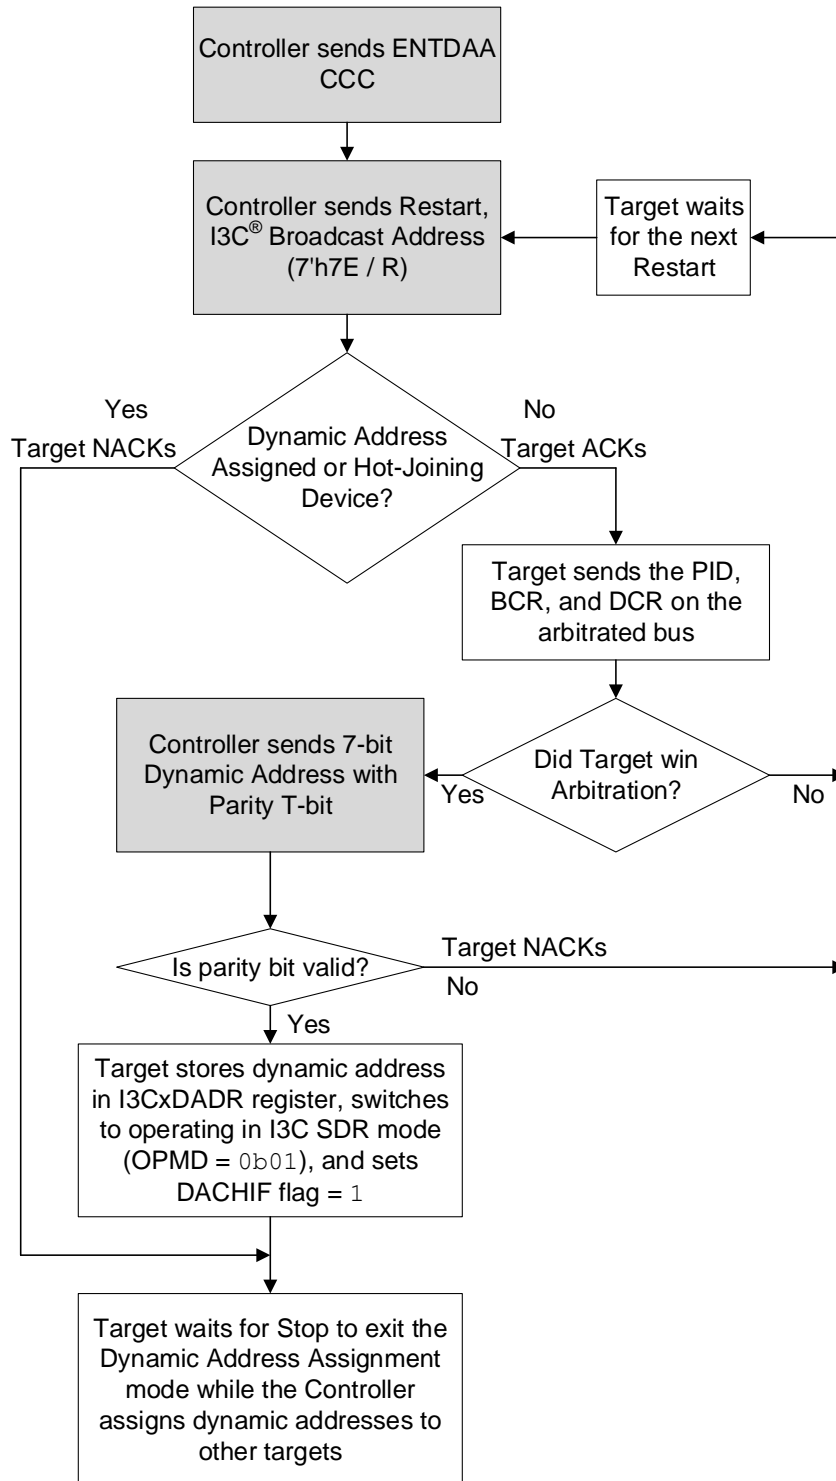 Controller sends ENTDAA
CCC
Controller sends Restart,
I3C® Broadcast Address
(7'h7E / R)
Target waits
for the next
Restart
Yes
Target NACKs
No
Target ACKs
Dynamic Address
Assigned or Hot-Joining
Device?
Target sends the PID,
BCR, and DCR on the
arbitrated bus
Controller sends 7-bit
Dynamic Address with
Parity T-bit
Yes
Did Target win
Arbitration?
No
Is parity bit valid?
Target NACKs
No
Yes
Target stores dynamic address
in I3CxDADR register, switches
to operating in I3C SDR mode
(OPMD = 0b01), and sets
DACHIF flag = 1
Target waits for Stop to exit the
Dynamic Address Assignment
mode while the Controller
assigns dynamic addresses to
other targets